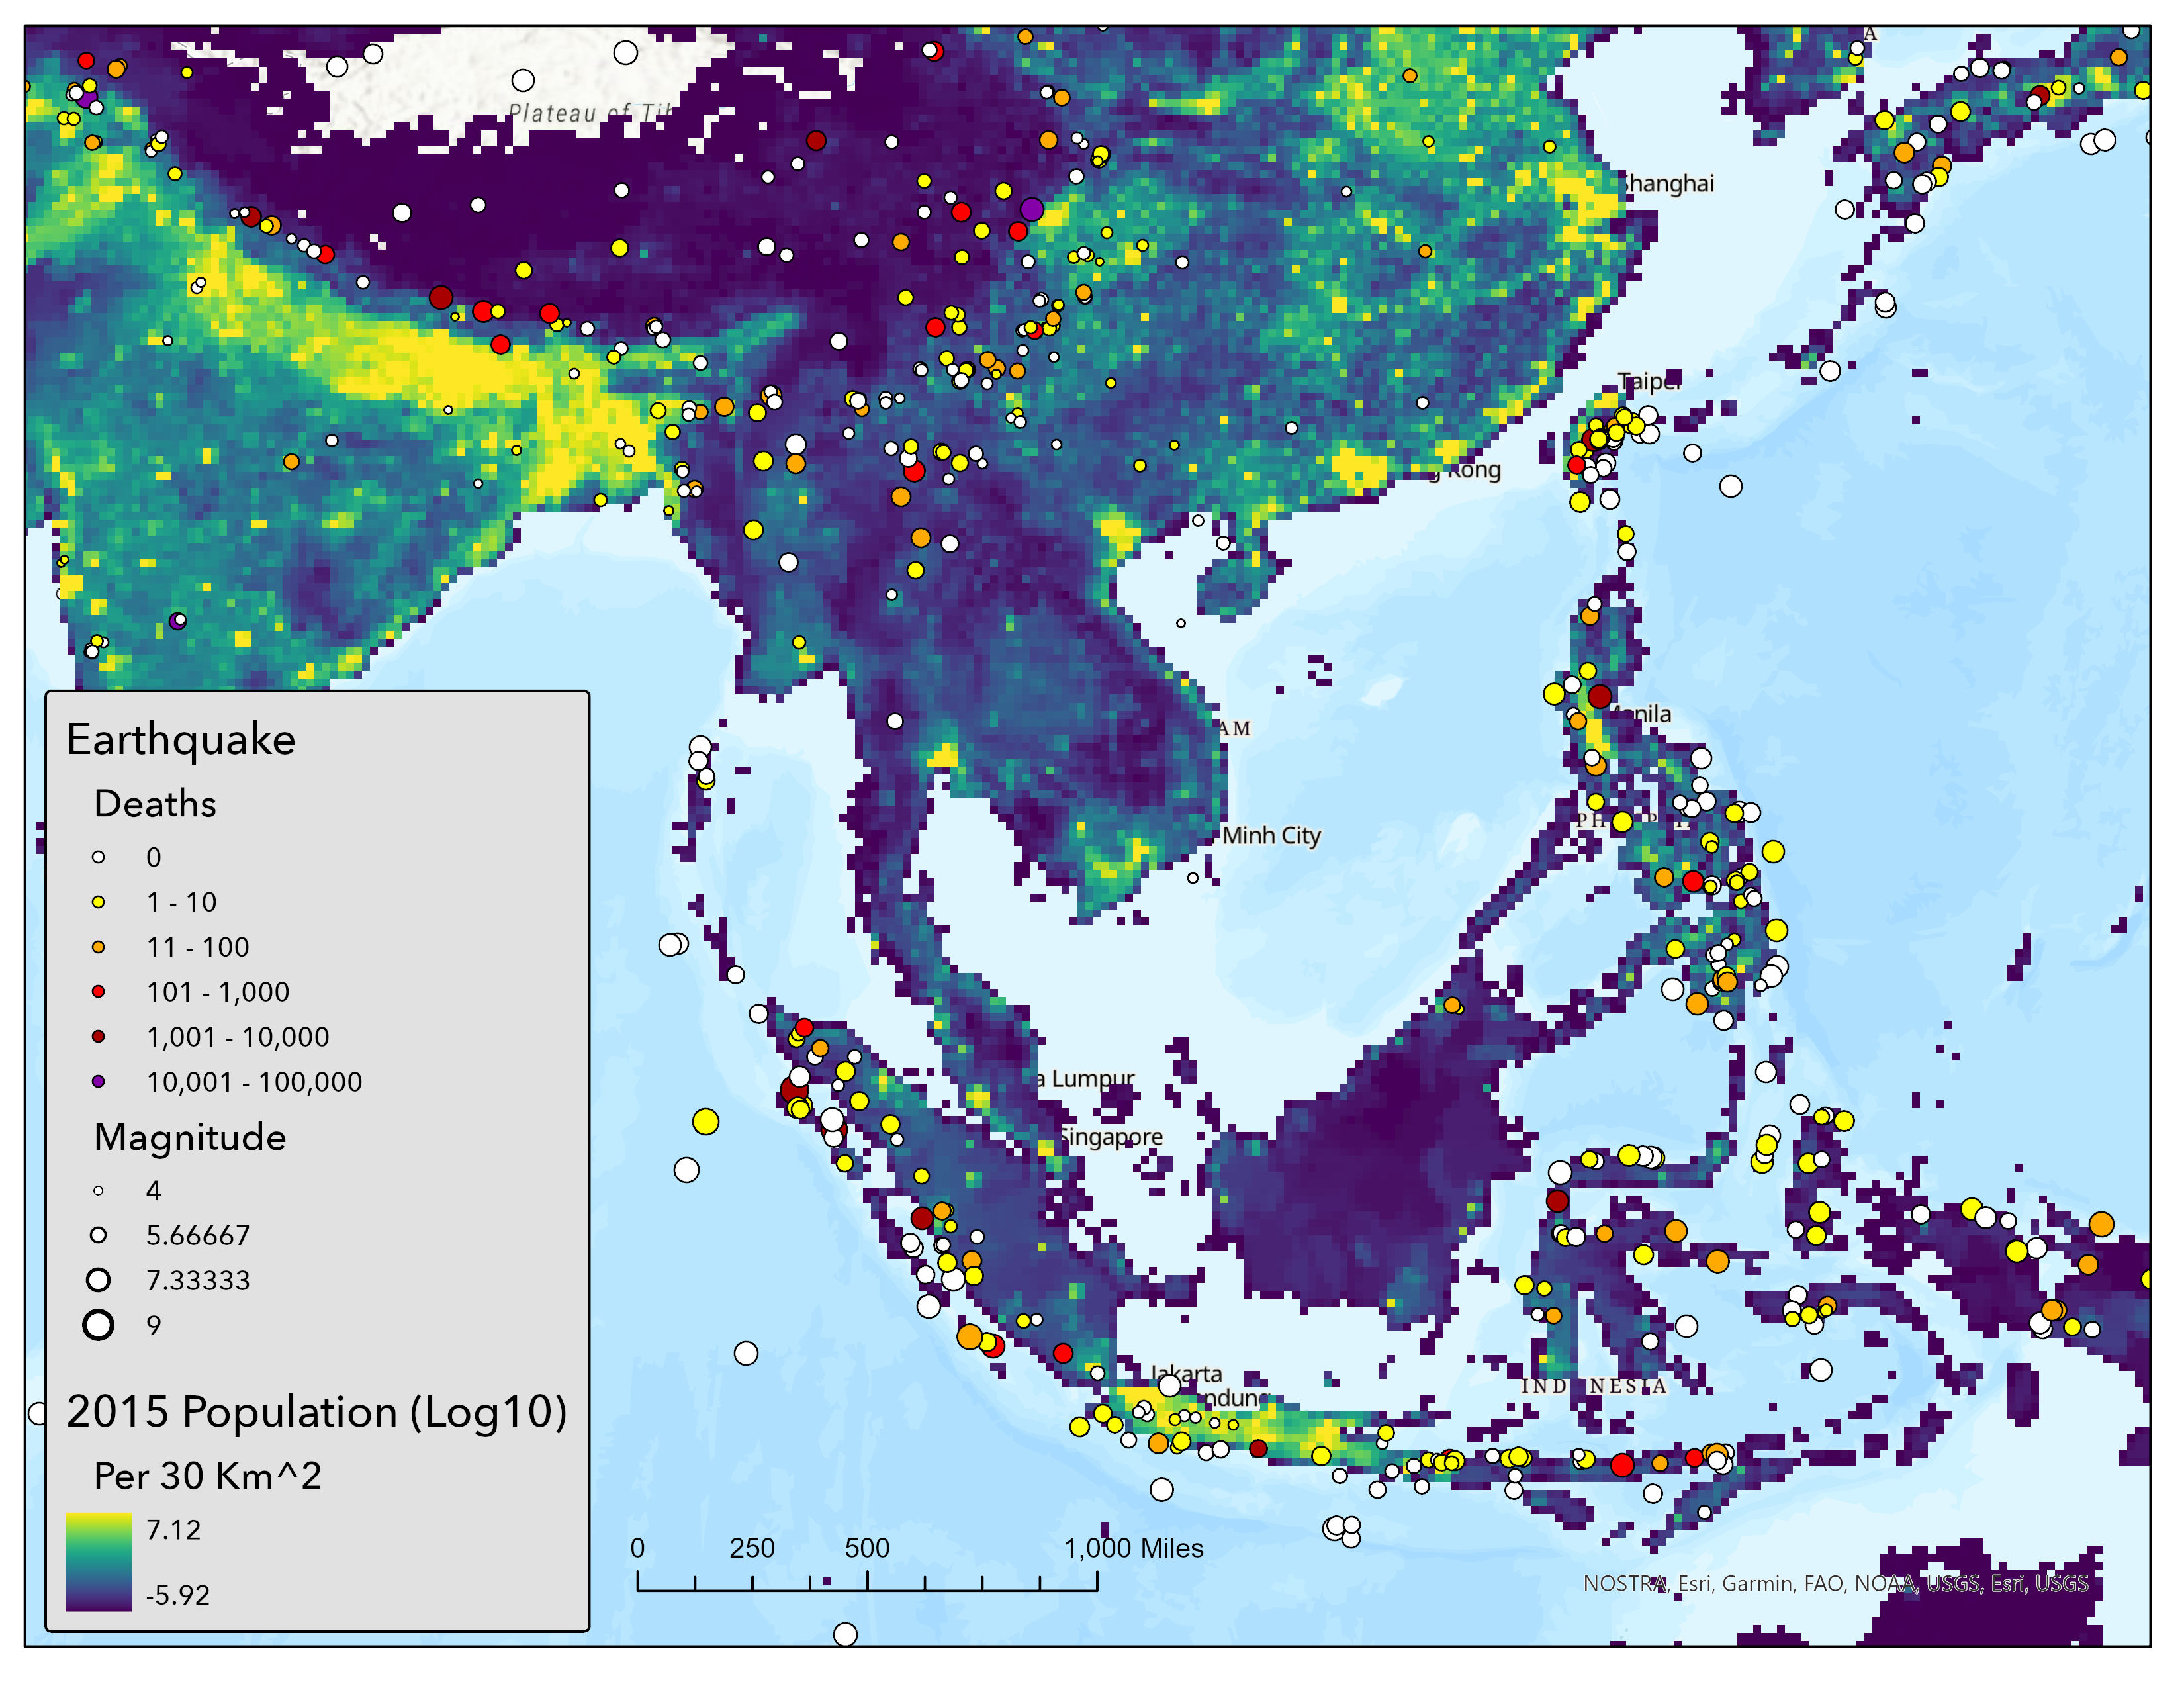 Plateau of Tib
A
Shanghai
Taipei
g Kong
Manila
AM
Minh City
PH P
a Lumpur
Singapore
Jakarta
ndung
IND NESIA
Earthquake
Deaths
0
1 - 10
11 - 100
101 - 1,000
1,001 - 10,000
10,001 - 100,000
Magnitude
4
5.66667
7.33333
9
2015 Population (Log10)
Per 30 Km^2
7.12
-5.92
0 250 500 1,000 Miles
NOSTRA, Esri, Garmin, FAO, NOAA, USGS, Esri, USGS